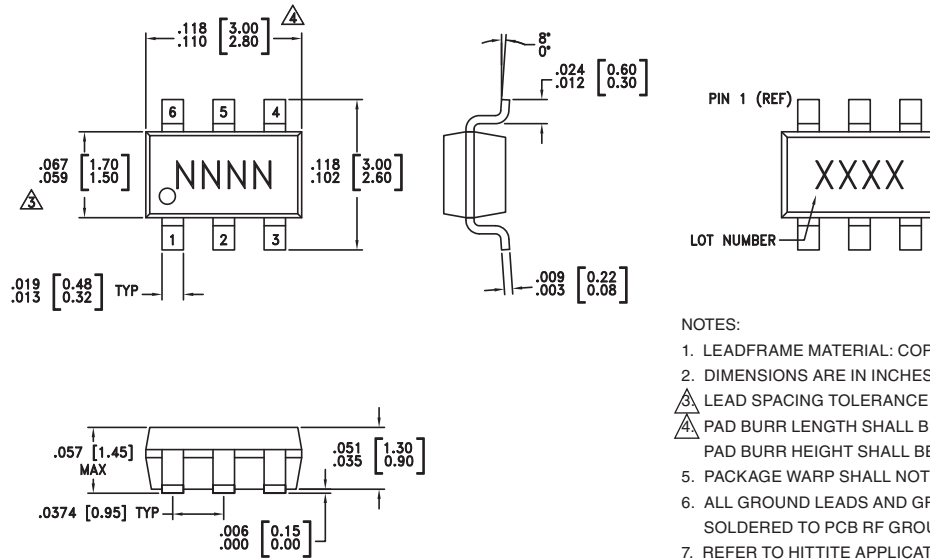 .118 [3.00]
.110 [2.80]
4
6 5 4
.067 [1.70]
.059 [1.50]
3
NNNN
.118 [3.00]
.102 [2.60]
1 2 3
.019 [0.48]
.013 [0.32] TYP
8°
0°
.024 [0.60]
.012 [0.30]
.009 [0.22]
.003 [0.08]
PIN 1 (REF)
XXXX
LOT NUMBER
.057 [1.45]
MAX
.051 [1.30]
.035 [0.90]
.0374 [0.95] TYP
.006 [0.15]
.000 [0.00]
NOTES:
1. LEADFRAME MATERIAL:
2. DIMENSIONS ARE IN INCHES
3. LEAD SPACING TOLERANCE
4. PAD BURR LENGTH SHALL
PAD BURR HEIGHT SHALL BE
5. PACKAGE WARP SHALL NOT
6. ALL GROUND LEADS AND
SOLDERED TO PCB RF
7. REFER TO HITTITE